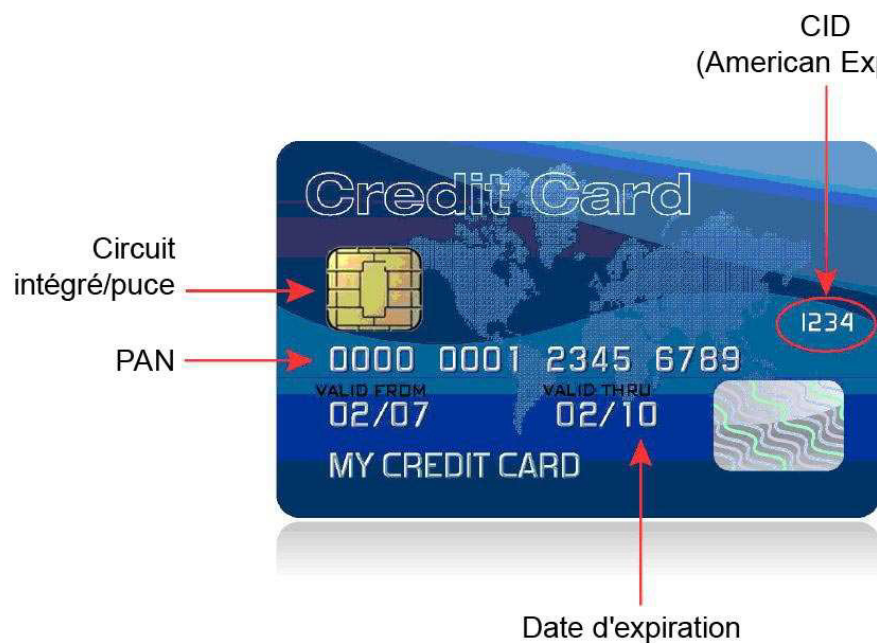 CID
(American Exp
Credit Card
Circuit
intégré/puce
1234
PAN
0000 0001 2345 6789
VALID FROM VALID THRU
02/07 02/10
MY CREDIT CARD
Date d'expiration